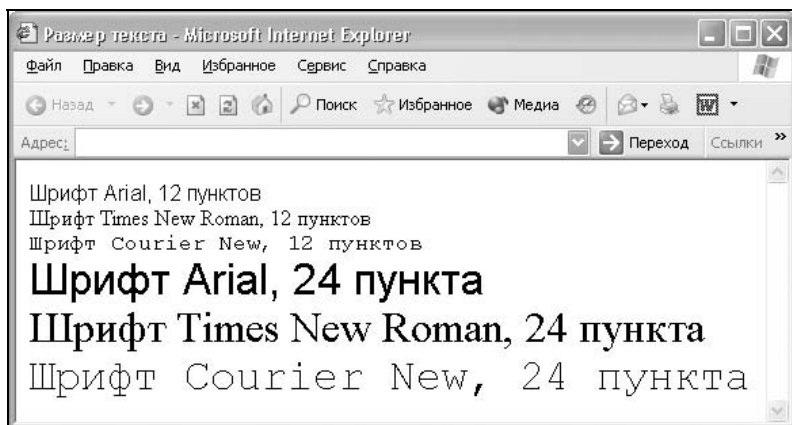 Размер текста - Microsoft Internet Explorer
Файл Правка Вид Избранное Сервис Справка
Назад Поиск Избранное Медиа
Адрес: Переход Ссылки »
Шрифт Arial, 12 пунктов
Шрифт Times New Roman, 12 пунктов
Шрифт Courier New, 12 пунктов
Шрифт Arial, 24 пункта
Шрифт Times New Roman, 24 пункта
Шрифт Courier New, 24 пункта